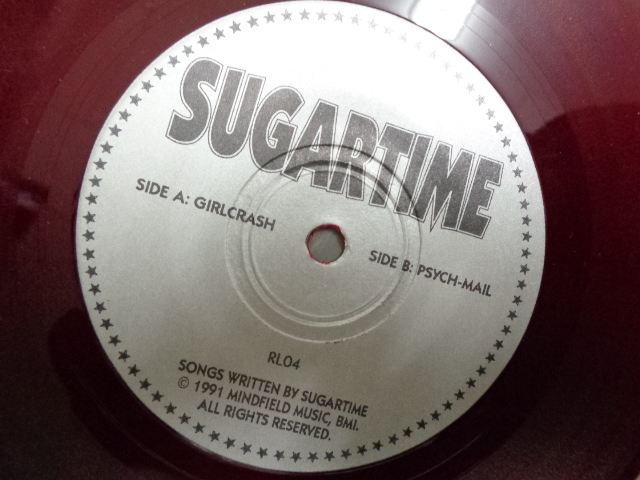 SUGARTIME
SIDE A: GIRLCRASH
SIDE B: PSYCH-MAIL
RL04
SONGS WRITTEN BY SUGARTIME
© 1991 MINDFIELD MUSIC, BMI.
ALL RIGHTS RESERVED.